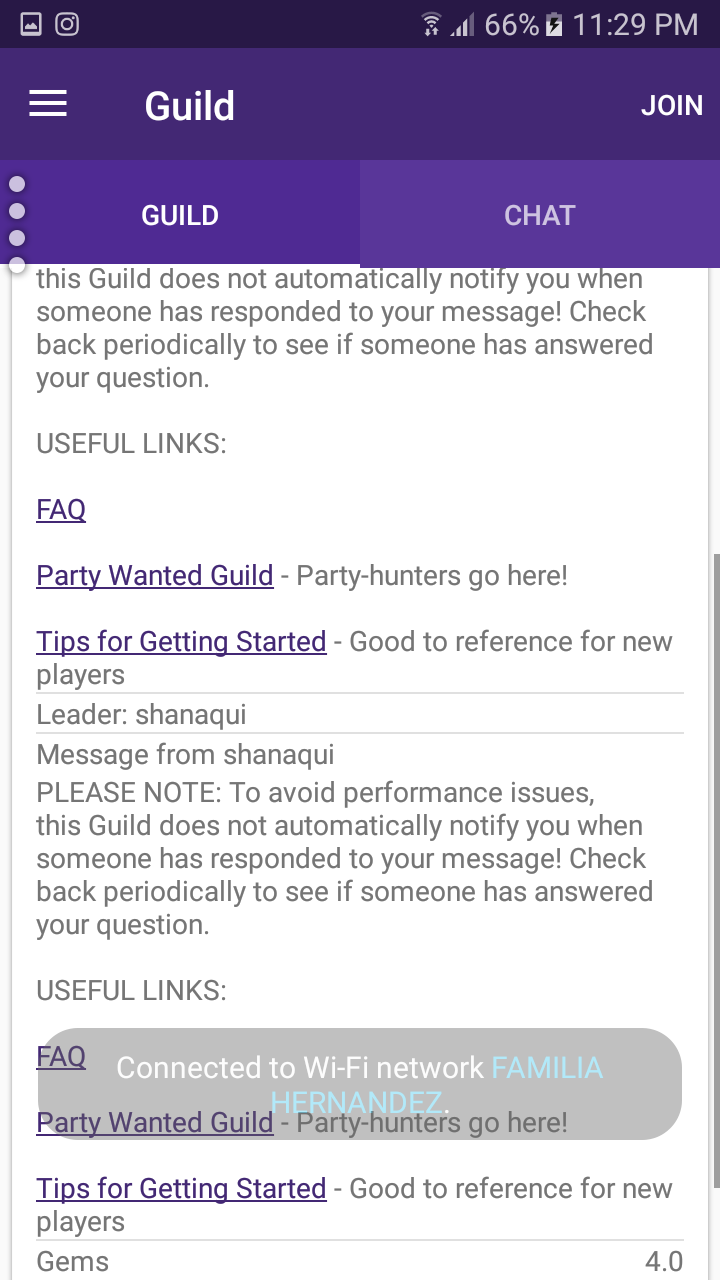 66% 11:29 PM
Guild
JOIN
GUILD
CHAT
this Guild does not automatically notify you when
someone has responded to your message! Check
back periodically to see if someone has answered
your question.
USEFUL LINKS:
FAQ
Party Wanted Guild - Party-hunters go here!
Tips for Getting Started - Good to reference for new
players
Leader: shanaqui
Message from shanaqui
PLEASE NOTE: To avoid performance issues,
this Guild does not automatically notify you when
someone has responded to your message! Check
back periodically to see if someone has answered
your question.
USEFUL LINKS:
FAQ
Connected to Wi-Fi network FAMILIA
HERNANDEZ.
Party Wanted Guild - Party-hunters go here!
Tips for Getting Started - Good to reference for new
players
Gems 4.0